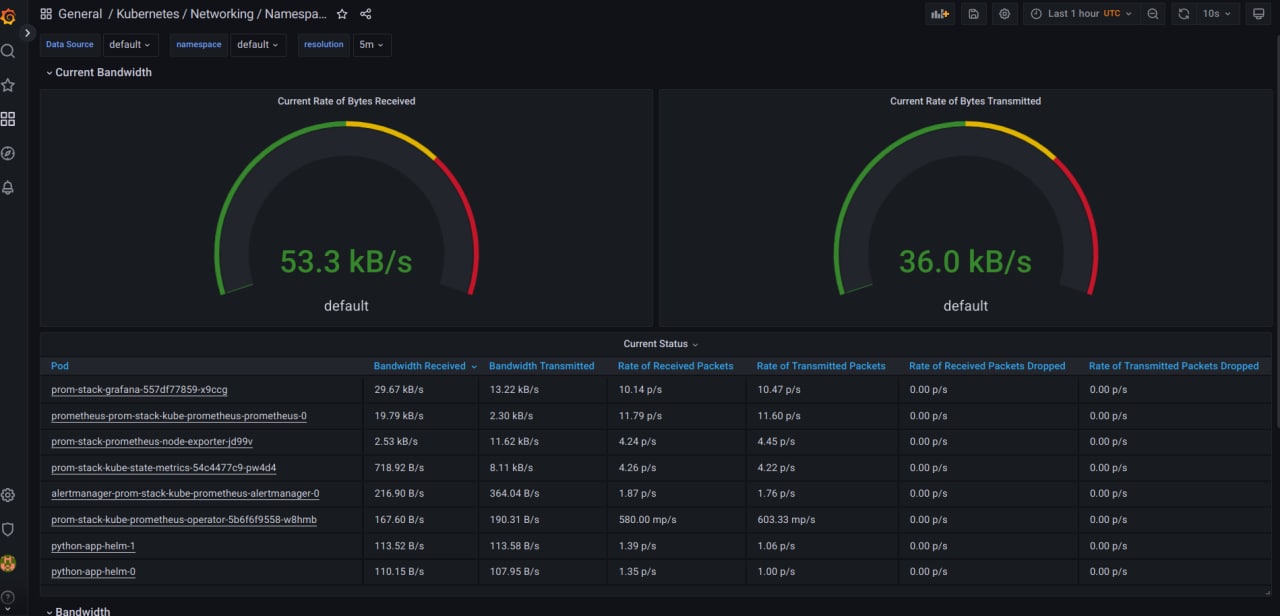 General / Kubernetes / Networking / Namespa...
Last 1 hour UTC
10s
Data Source default namespace default resolution 5m
Current Bandwidth
Current Rate of Bytes Received
53.3 kB/s
default
Current Rate of Bytes Transmitted
36.0 kB/s
default
Current Status
Pod Bandwidth Received Bandwidth Transmitted Rate of Received Packets Rate of Transmitted Packets Rate of Received Packets Dropped Rate of Transmitted Packets Dropped
prom-stack-grafana-557df77859-x9ccg 29.67 kB/s 13.22 kB/s 10.14 p/s 10.47 p/s 0.00 p/s 0.00 p/s
prometheus-prom-stack-kube-prometheus-prometheus-0 19.79 kB/s 2.30 kB/s 11.79 p/s 11.60 p/s 0.00 p/s 0.00 p/s
prom-stack-prometheus-node-exporter-jd99v 2.53 kB/s 11.62 kB/s 4.24 p/s 4.45 p/s 0.00 p/s 0.00 p/s
prom-stack-kube-state-metrics-54c4477c9-pw4d4 718.92 B/s 8.11 kB/s 4.26 p/s 4.22 p/s 0.00 p/s 0.00 p/s
alertmanager-prom-stack-kube-prometheus-alertmanager-0 216.90 B/s 364.04 B/s 1.87 p/s 1.76 p/s 0.00 p/s 0.00 p/s
prom-stack-kube-prometheus-operator-5b6f6f9558-w8hmb 167.60 B/s 190.31 B/s 580.00 mp/s 603.33 mp/s 0.00 p/s 0.00 p/s
python-app-helm-1 113.52 B/s 113.58 B/s 1.39 p/s 1.06 p/s 0.00 p/s 0.00 p/s
python-app-helm-0 110.15 B/s 107.95 B/s 1.35 p/s 1.00 p/s 0.00 p/s 0.00 p/s
Bandwidth